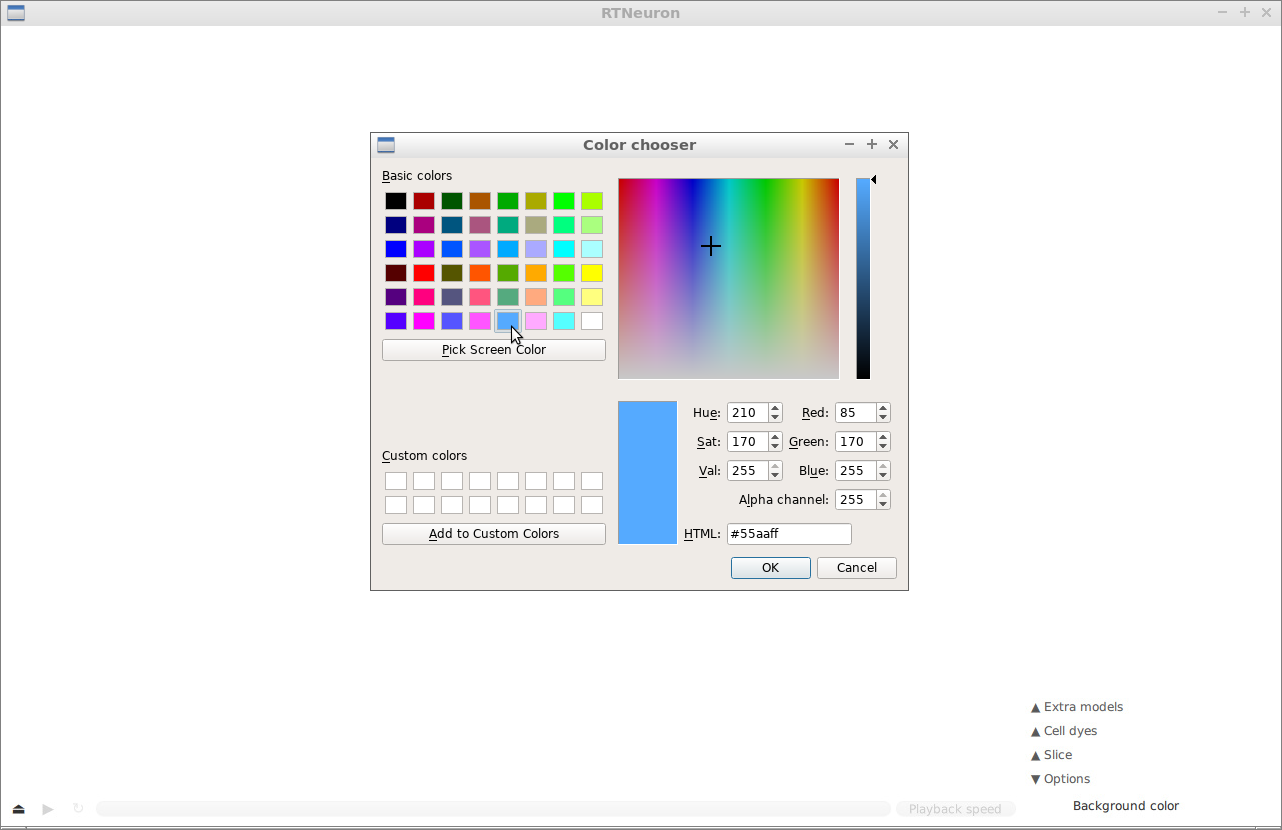 RTNeuron
Color chooser
Basic colors
Pick Screen Color
Hue: 210 Red: 85
Sat: 170 Green: 170
Val: 255 Blue: 255
Alpha channel: 255
Custom colors
Add to Custom Colors
HTML: #55aaff
OK Cancel
Extra models
Cell dyes
Slice
Options
Playback speed
Background color